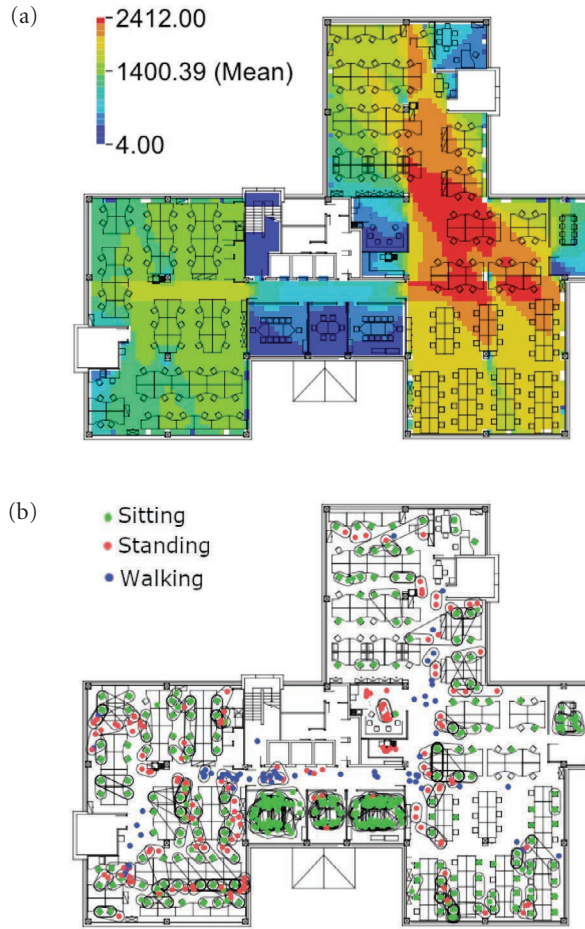 (a)
2412.00
1400.39 (Mean)
4.00
(b)
Sitting
Standing
Walking